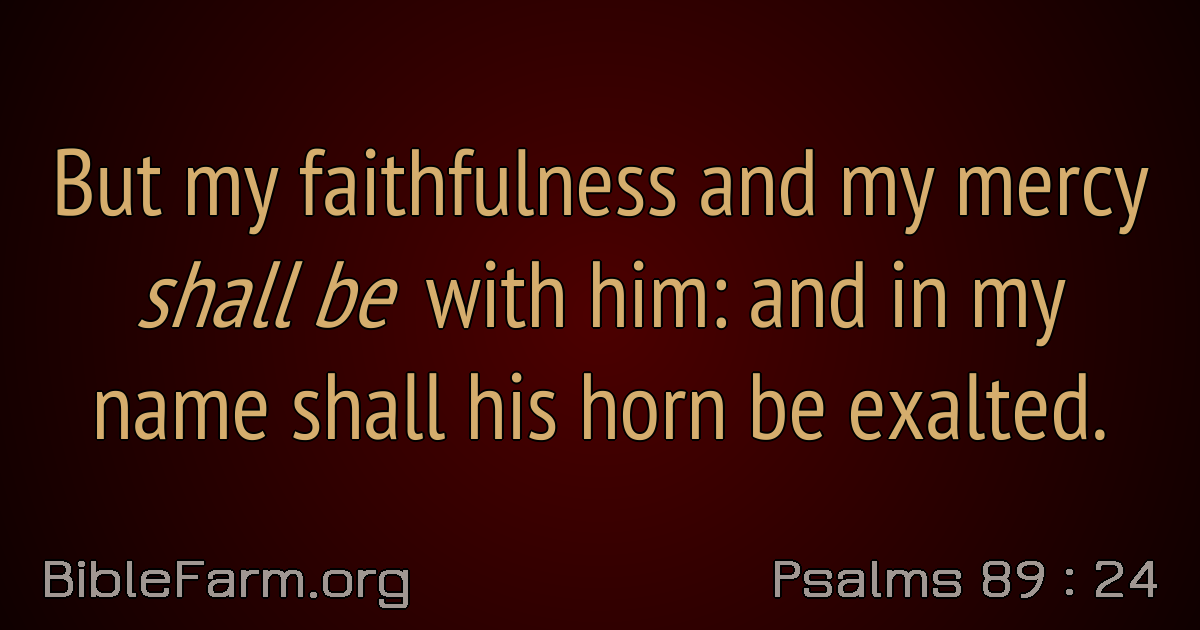 But my faithfulness and my mercy
shall be with him: and in my
name shall his horn be exalted.
BibleFarm.org
Psalms 89 : 24